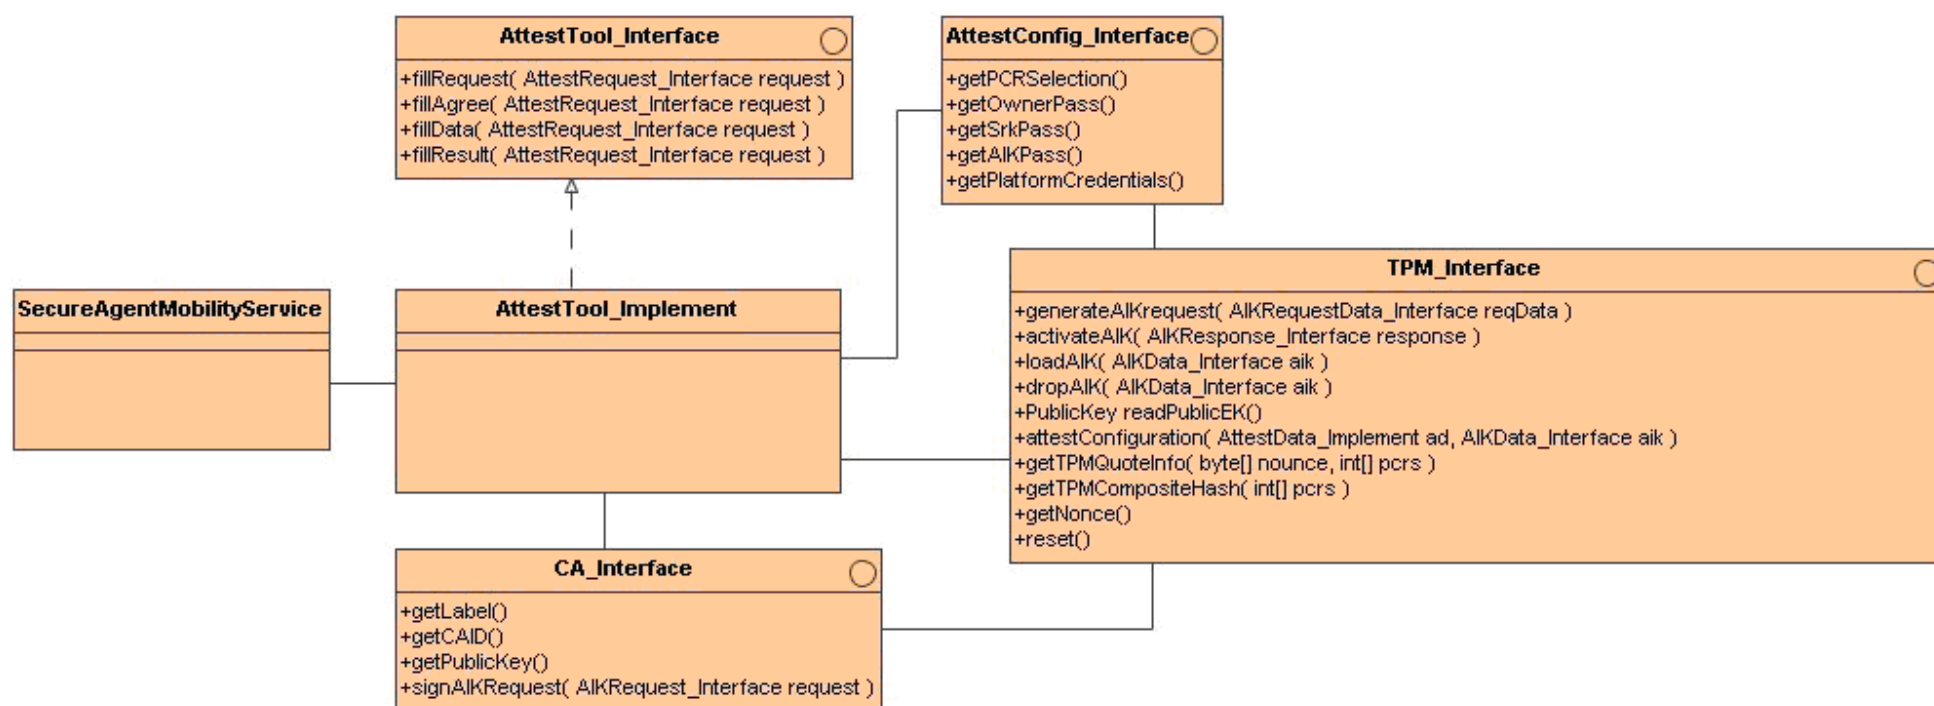 AttestTool_Interface
+fillRequest( AttestRequest_Interface request )
+fillAgree( AttestRequest_Interface request )
+fillData( AttestRequest_Interface request )
+fillResult( AttestRequest_Interface request )
AttestConfig_Interface
+getPCRSelection()
+getOwnerPass()
+getSrkPass()
+getAIKPass()
+getPlatformCredentials()
SecureAgentMobilityService
AttestTool_Implement
TPM_Interface
+generateAIKrequest( AIKRequestData_Interface reqData )
+activateAIK( AIKResponse_Interface response )
+loadAIK( AIKData_Interface aik )
+dropAIK( AIKData_Interface aik )
+PublicKey readPublicEK()
+attestConfiguration( AttestData_Implement ad, AIKData_Interface aik )
+getTPMQuoteInfo( byte[] nounce, int[] pcrs )
+getTPMCompositeHash( int[] pcrs )
+getNonce()
+reset()
CA_Interface
+getLabel()
+getCAID()
+getPublicKey()
+signAIKRequest( AIKRequest_Interface request )